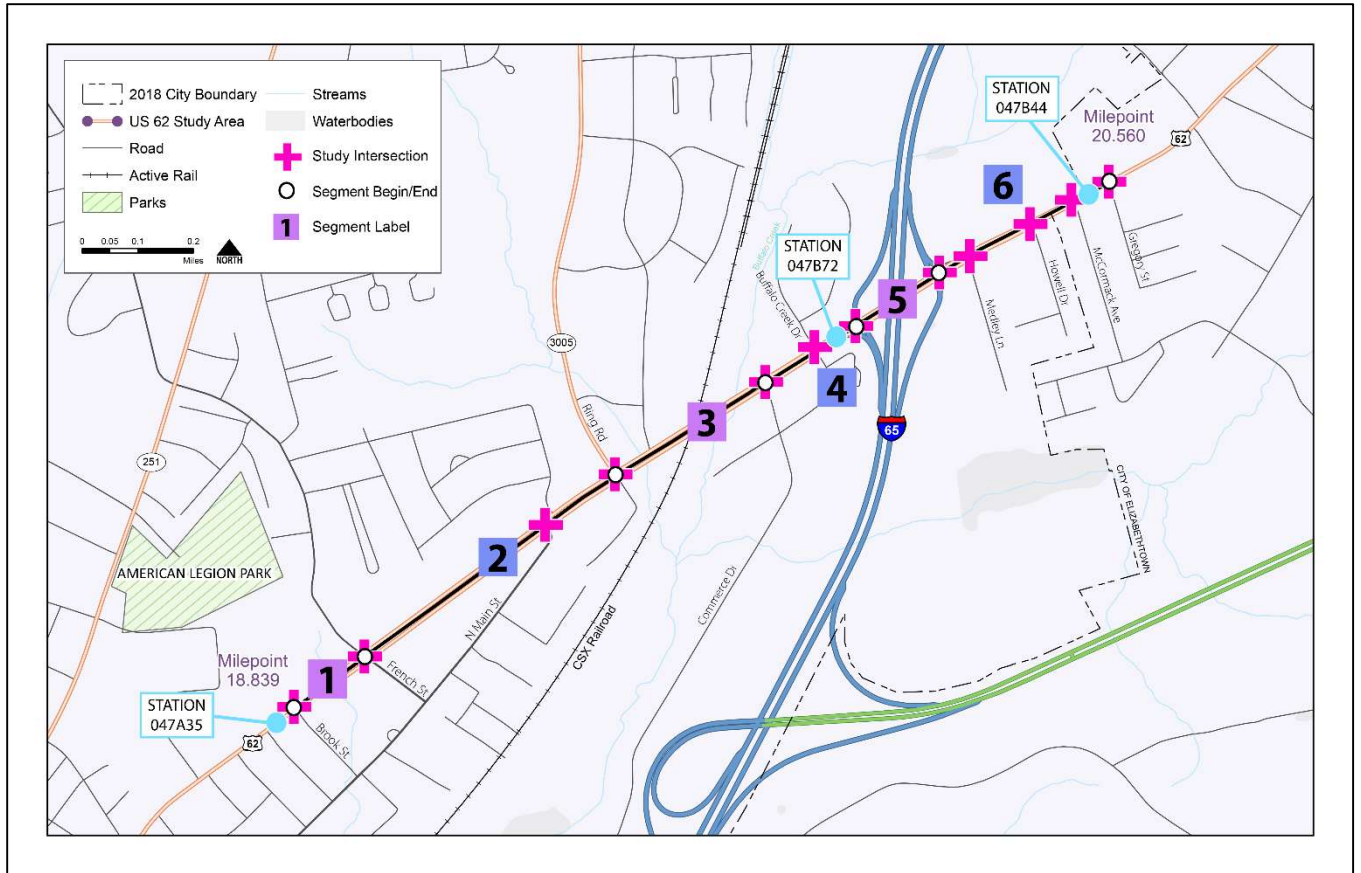 2018 City Boundary
US 62 Study Area
Road
Active Rail
Parks
0 0.05 0.1 0.2
Miles
NORTH
Streams
Waterbodies
Study Intersection
Segment Begin/End
1 Segment Label
STATION
047B44
Milepoint
20.560
62
6
STATION
047B72
Buffalo Creek
Buffalo Creek Dr
5
Gregory St
McCormack Ave
Howell Dr
Medley Ln
3005
Ring Rd
4
3
65
251
2
AMERICAN LEGION PARK
N Main St
CSX Railroad
Commerce Dr
CITY OF ELIZABETHTOWN
Milepoint
18.839
1
French St
STATION
047A35
62
Brook St